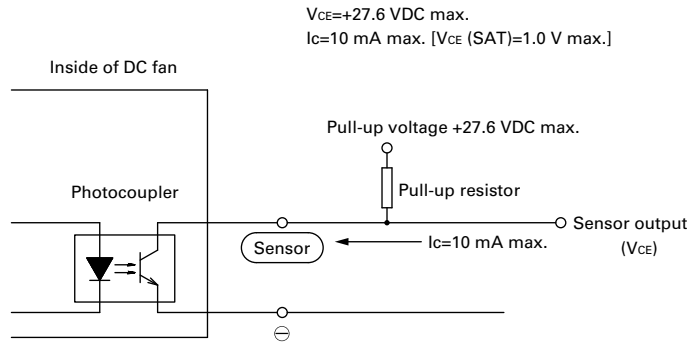 VCE=+27.6 VDC max.
Ic=10 mA max. [VCE (SAT)=1.0 V max.]
Inside of DC fan
Pull-up voltage +27.6 VDC max.
Photocoupler
Pull-up resistor
Sensor
Ic=10 mA max.
Sensor output
(VCE)
⊖